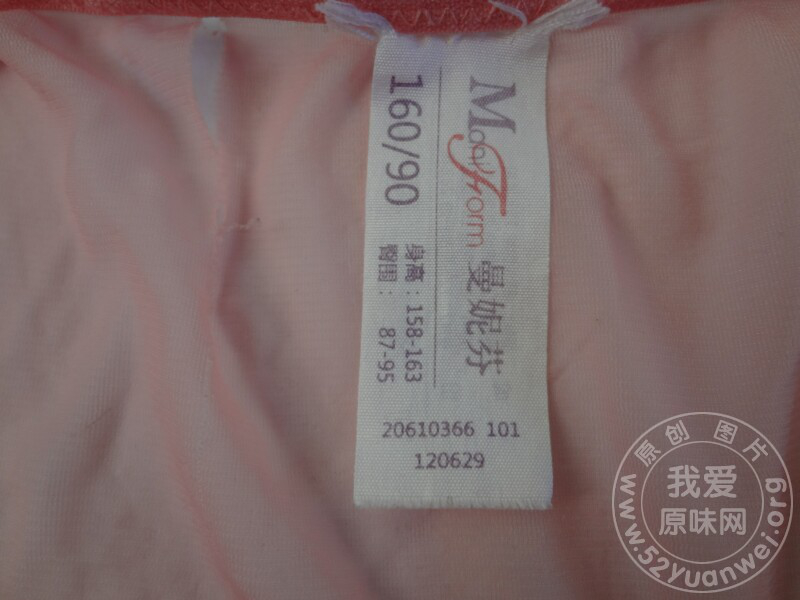 ManiForm 曼妮芬
160/90
身高：158-163
臀围：87-95
20610366 101
120629
原创图片
我爱
原味网
www.52yuanwei.org